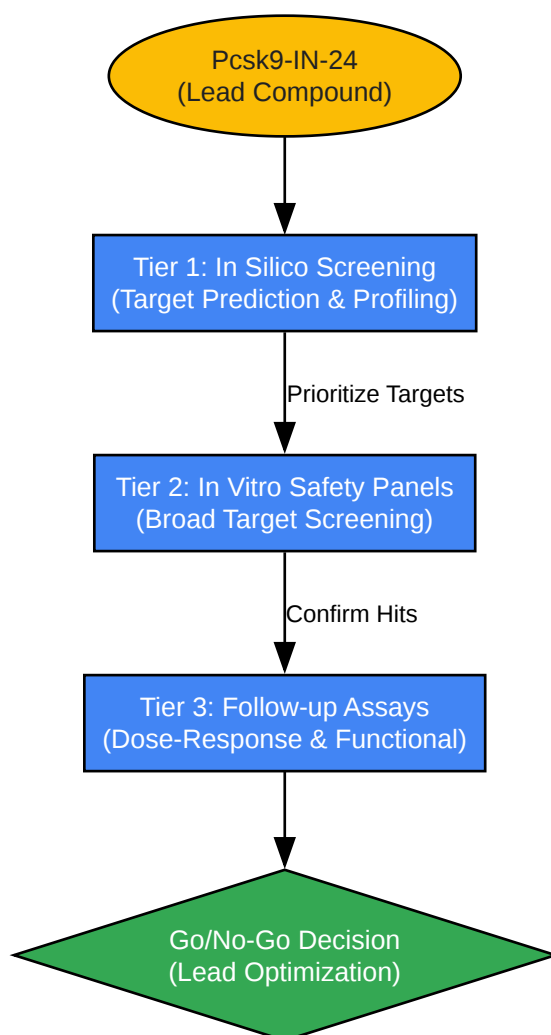 Pcsk9-IN-24
(Lead Compound)
Tier 1: In Silico Screening
(Target Prediction & Profiling)
Prioritize Targets
Tier 2: In Vitro Safety Panels
(Broad Target Screening)
Confirm Hits
Tier 3: Follow-up Assays
(Dose-Response & Functional)
Go/No-Go Decision
(Lead Optimization)